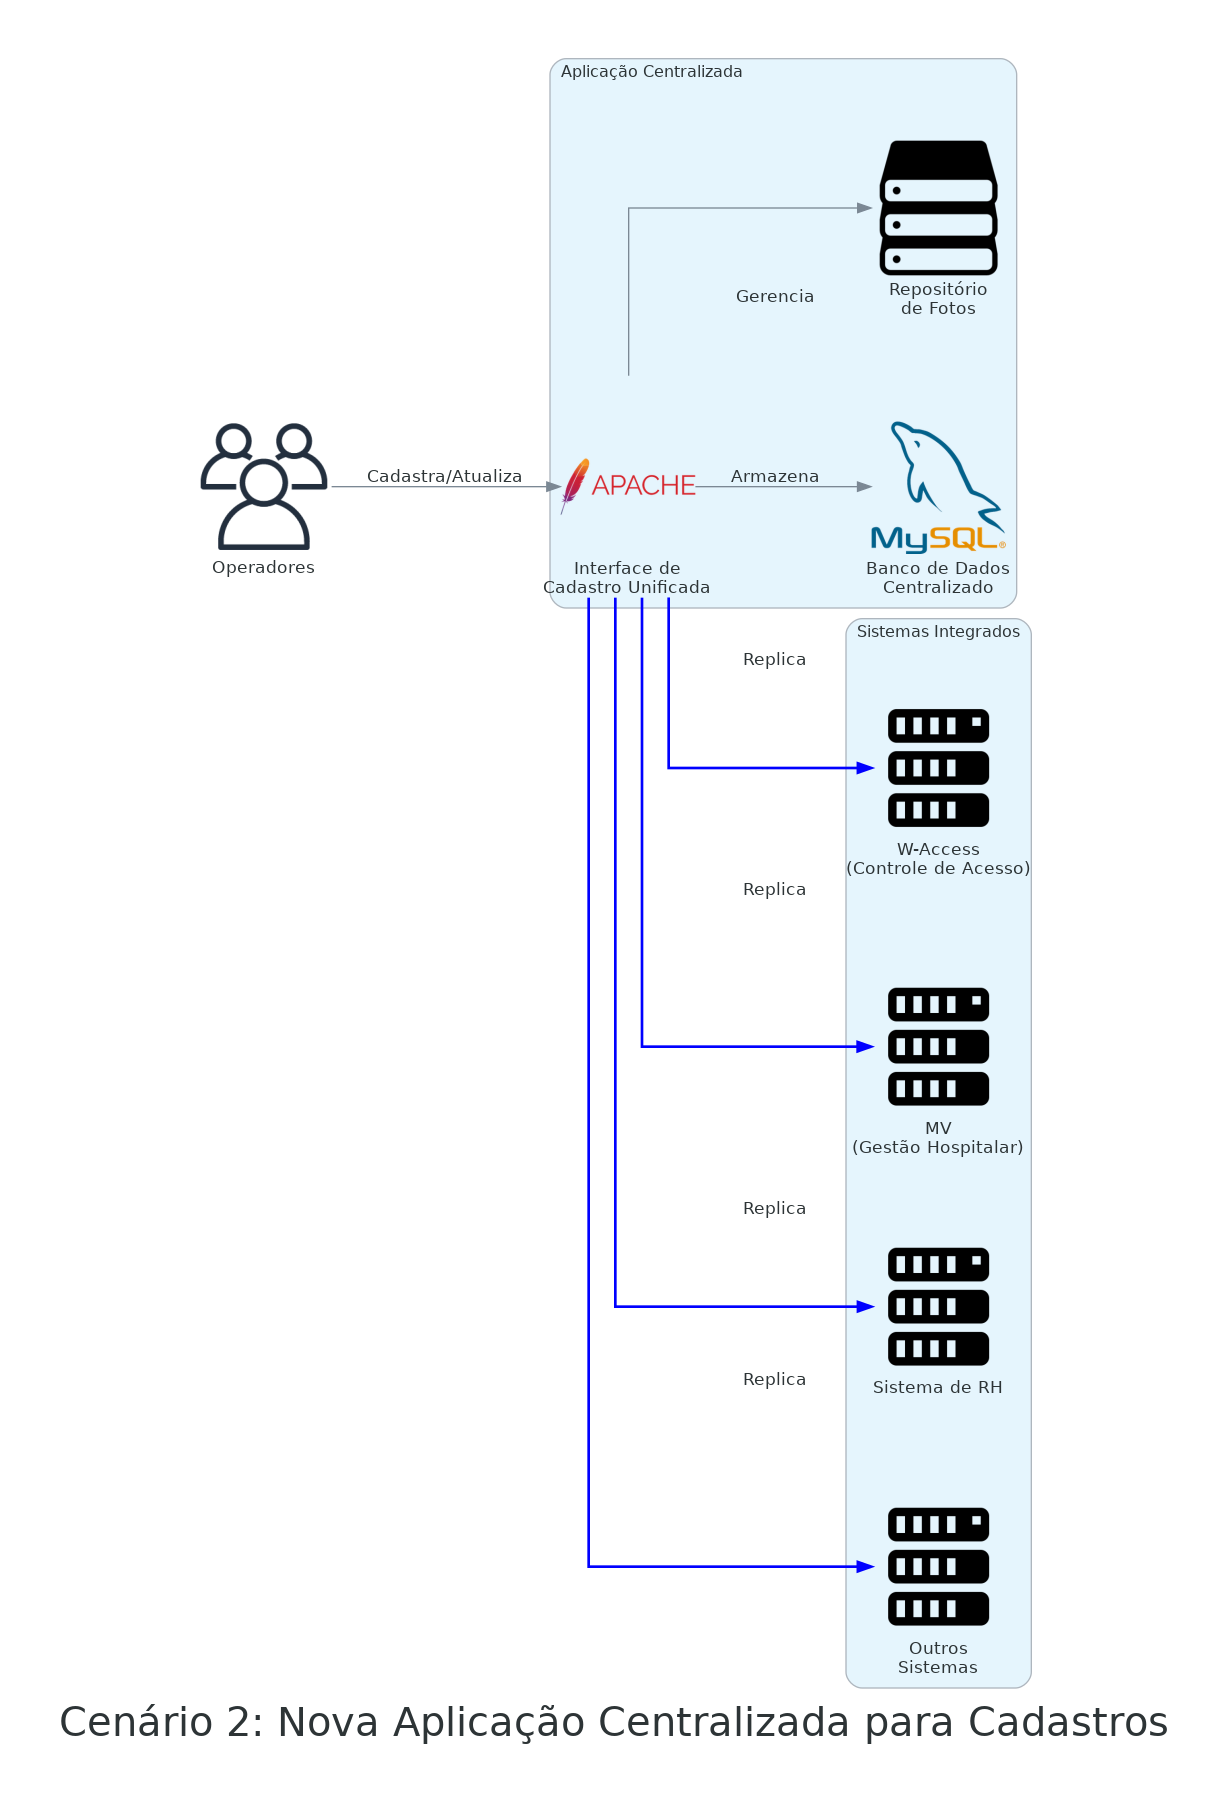 Aplicação Centralizada
Repositório
de Fotos
Gerencia
Cadastra/Atualiza
APACHE
Armazena
MySQL®
Operadores
Interface de
Cadastro Unificada
Banco de Dados
Centralizado
Sistemas Integrados
Replica
W-Access
(Controle de Acesso)
Replica
MV
(Gestão Hospitalar)
Replica
Sistema de RH
Replica
Outros
Sistemas
Cenário 2: Nova Aplicação Centralizada para Cadastros